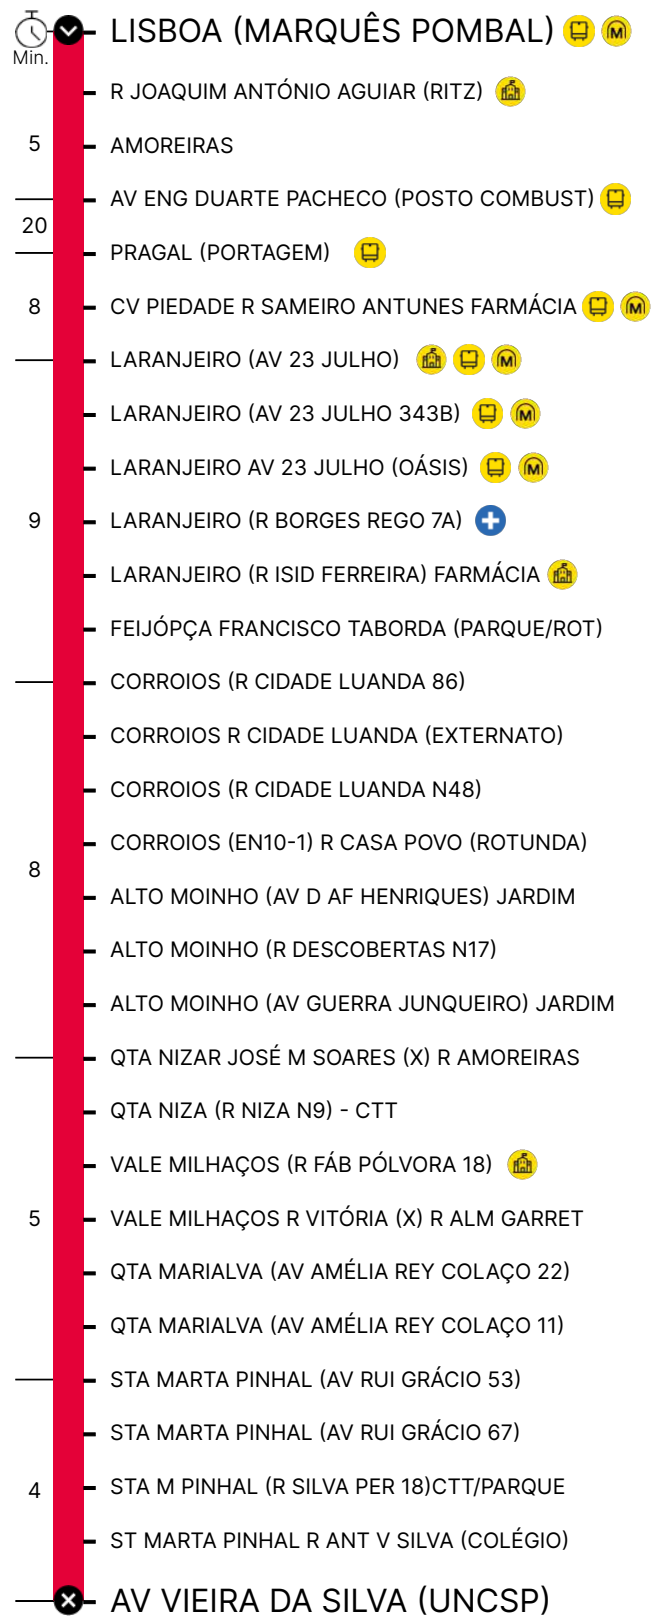 LISBOA (MARQUÊS POMBAL)
Min.
R JOAQUIM ANTÓNIO AGUIAR (RITZ)
5
AMOREIRAS
AV ENG DUARTE PACHECO (POSTO COMBUST)
20
PRAGAL (PORTAGEM)
8
CV PIEDADE R SAMEIRO ANTUNES FARMÁCIA
LARANJEIRO (AV 23 JULHO)
LARANJEIRO (AV 23 JULHO 343B)
LARANJEIRO AV 23 JULHO (OÁSIS)
9
LARANJEIRO (R BORGES REGO 7A)
LARANJEIRO (R ISID FERREIRA) FARMÁCIA
FEIJÓPÇA FRANCISCO TABORDA (PARQUE/ROT)
CORROIOS (R CIDADE LUANDA 86)
CORROIOS R CIDADE LUANDA (EXTERNATO)
CORROIOS (R CIDADE LUANDA N48)
CORROIOS (EN10-1) R CASA POVO (ROTUNDA)
8
ALTO MOINHO (AV D AF HENRIQUES) JARDIM
ALTO MOINHO (R DESCOBERTAS N17)
ALTO MOINHO (AV GUERRA JUNQUEIRO) JARDIM
QTA NIZAR JOSÉ M SOARES (X) R AMOREIRAS
QTA NIZA (R NIZA N9) - CTT
VALE MILHAÇOS (R FÁB PÓLVORA 18)
5
VALE MILHAÇOS R VITÓRIA (X) R ALM GARRET
QTA MARIALVA (AV AMÉLIA REY COLAÇO 22)
QTA MARIALVA (AV AMÉLIA REY COLAÇO 11)
STA MARTA PINHAL (AV RUI GRÁCIO 53)
STA MARTA PINHAL (AV RUI GRÁCIO 67)
4
STA M PINHAL (R SILVA PER 18)CTT/PARQUE
ST MARTA PINHAL R ANT V SILVA (COLÉGIO)
AV VIEIRA DA SILVA (UNCSP)